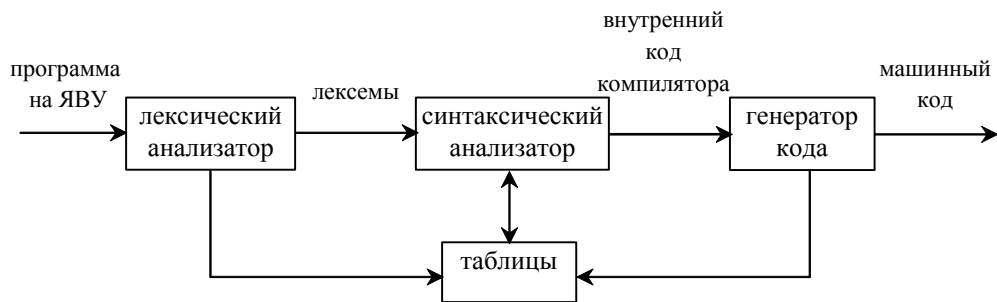 программа
на ЯВУ
лексический
анализатор
лексемы
синтаксический
анализатор
внутренний
код
компилятора
генератор
кода
машинный
код
таблицы